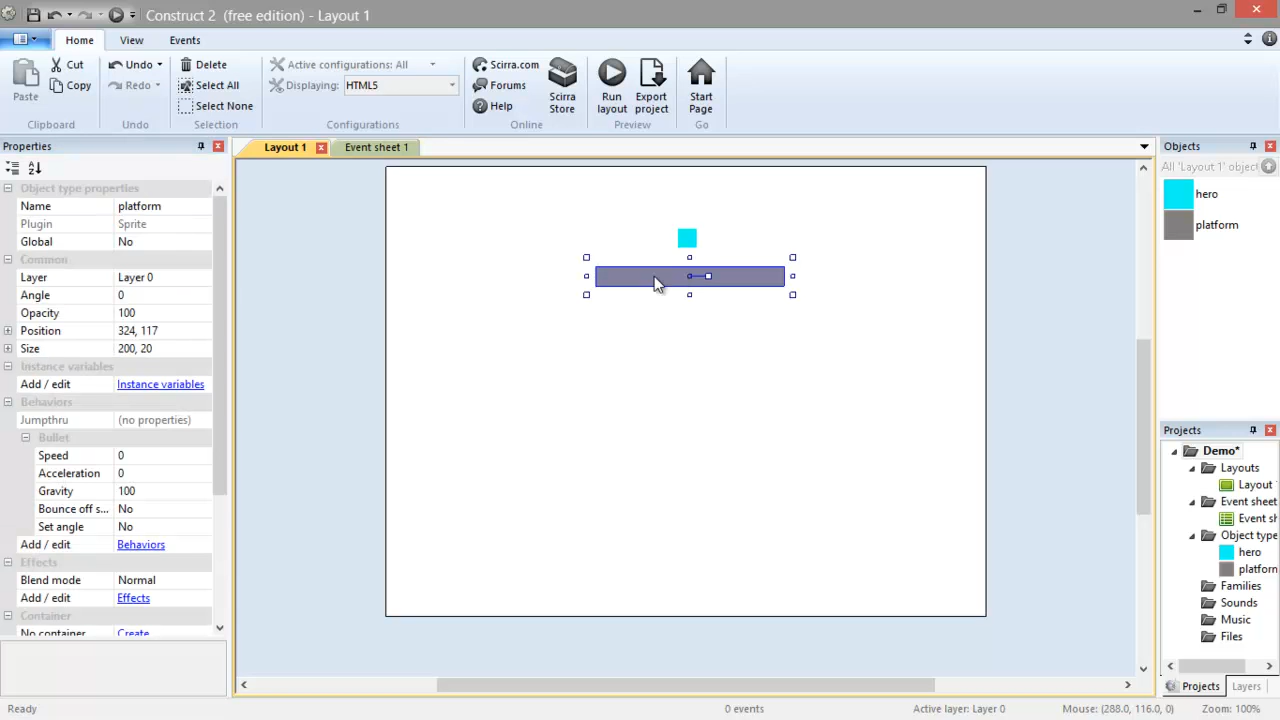 Construct 2 (free edition) - Layout 1
Home View Events
Cut
Copy
Paste
Clipboard
Undo
Redo
Undo
Delete
Select All
Select None
Selection
Active configurations: All
Displaying: HTML5
Configurations
Scirra.com
Forums
Help
Scirra
Store
Online
Run
layout
Export
project
Preview
Start
Page
Go
Properties
Object type properties
Name platform
Plugin Sprite
Global No
Common
Layer Layer 0
Angle 0
Opacity 100
Position 324, 117
Size 200, 20
Instance variables
Add / edit Instance variables
Behaviors
Jumpthru (no properties)
Bullet
Speed 0
Acceleration 0
Gravity 100
Bounce off s... No
Set angle No
Add / edit Behaviors
Effects
Blend mode Normal
Add / edit Effects
Container
No container Create
Layout 1 Event sheet 1
Objects
All 'Layout 1' object
hero
platform
Projects
Demo*
Layouts
Layout
Event sheet
Event sh
Object type
hero
platform
Families
Sounds
Music
Files
Projects Layers
Ready 0 events Active layer: Layer 0 Mouse: (288.0, 116.0, 0) Zoom: 100%